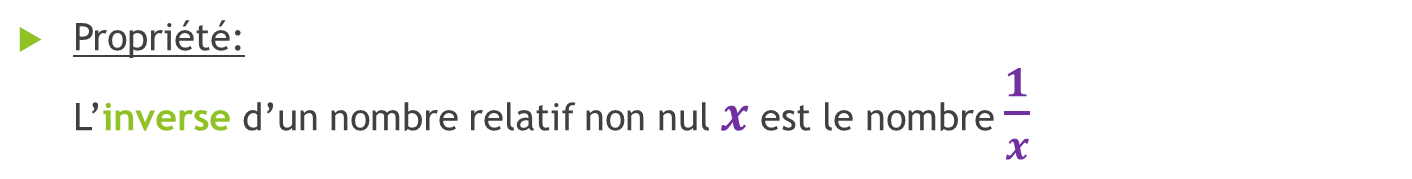 Propriété:
L’inverse d’un nombre relatif non nul x est le nombre 1/x